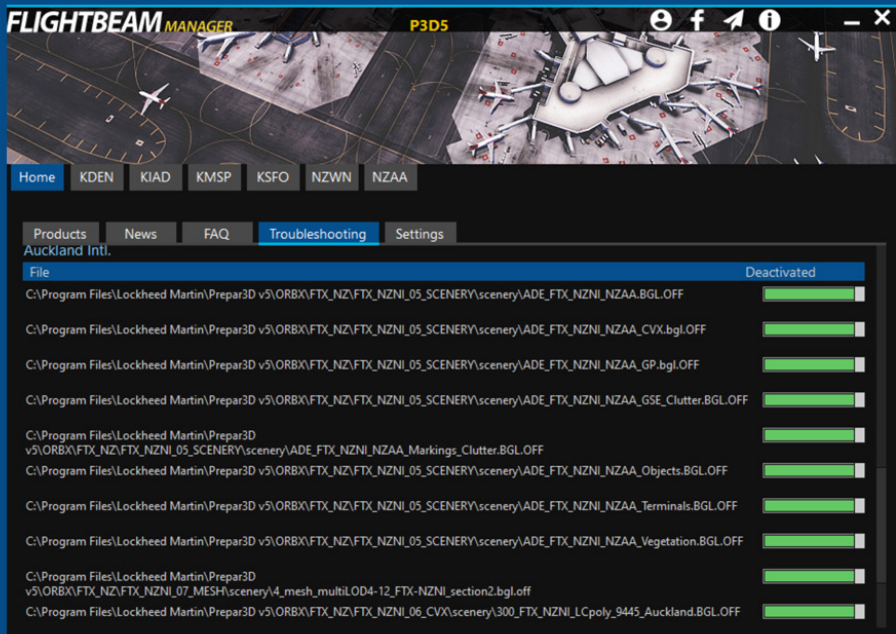 FLIGHTBEAM MANAGER
P3D5
Home KDEN KIAD KMSP KSFO NZWN NZAA
Products News FAQ Troubleshooting Settings
Auckland Intl.
File Deactivated
C:\Program Files\Lockheed Martin\Prepar3D v5\ORBX\FTX_NZ\FTX_NZNI_05_SCENERY\scenery\ADE_FTX_NZNI_NZAA.BGL.OFF
C:\Program Files\Lockheed Martin\Prepar3D v5\ORBX\FTX_NZ\FTX_NZNI_05_SCENERY\scenery\ADE_FTX_NZNI_NZAA_CVX.bgl.OFF
C:\Program Files\Lockheed Martin\Prepar3D v5\ORBX\FTX_NZ\FTX_NZNI_05_SCENERY\scenery\ADE_FTX_NZNI_NZAA_GP.bgl.OFF
C:\Program Files\Lockheed Martin\Prepar3D v5\ORBX\FTX_NZ\FTX_NZNI_05_SCENERY\scenery\ADE_FTX_NZNI_NZAA_GSE_Clutter.BGL.OFF
C:\Program Files\Lockheed Martin\Prepar3D
v5\ORBX\FTX_NZ\FTX_NZNI_05_SCENERY\scenery\ADE_FTX_NZNI_NZAA_Markings_Clutter.BGL.OFF
C:\Program Files\Lockheed Martin\Prepar3D v5\ORBX\FTX_NZ\FTX_NZNI_05_SCENERY\scenery\ADE_FTX_NZNI_NZAA_Objects.BGL.OFF
C:\Program Files\Lockheed Martin\Prepar3D v5\ORBX\FTX_NZ\FTX_NZNI_05_SCENERY\scenery\ADE_FTX_NZNI_NZAA_Terminals.BGL.OFF
C:\Program Files\Lockheed Martin\Prepar3D v5\ORBX\FTX_NZ\FTX_NZNI_05_SCENERY\scenery\ADE_FTX_NZNI_NZAA_Vegetation.BGL.OFF
C:\Program Files\Lockheed Martin\Prepar3D
v5\ORBX\FTX_NZ\FTX_NZNI_07_MESH\scenery\4_mesh_multiLOD4-12_FTX-NZNI_section2.bgl.off
C:\Program Files\Lockheed Martin\Prepar3D v5\ORBX\FTX_NZ\FTX_NZNI_06_CVX\scenery\300_FTX_NZNI_LCpoly_9445_Auckland.BGL.OFF